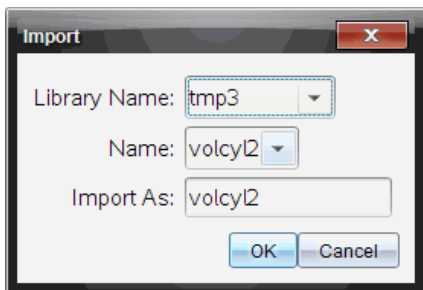 Import
Library Name: tmp3
Name: volcyl2
Import As: volcyl2
OK Cancel